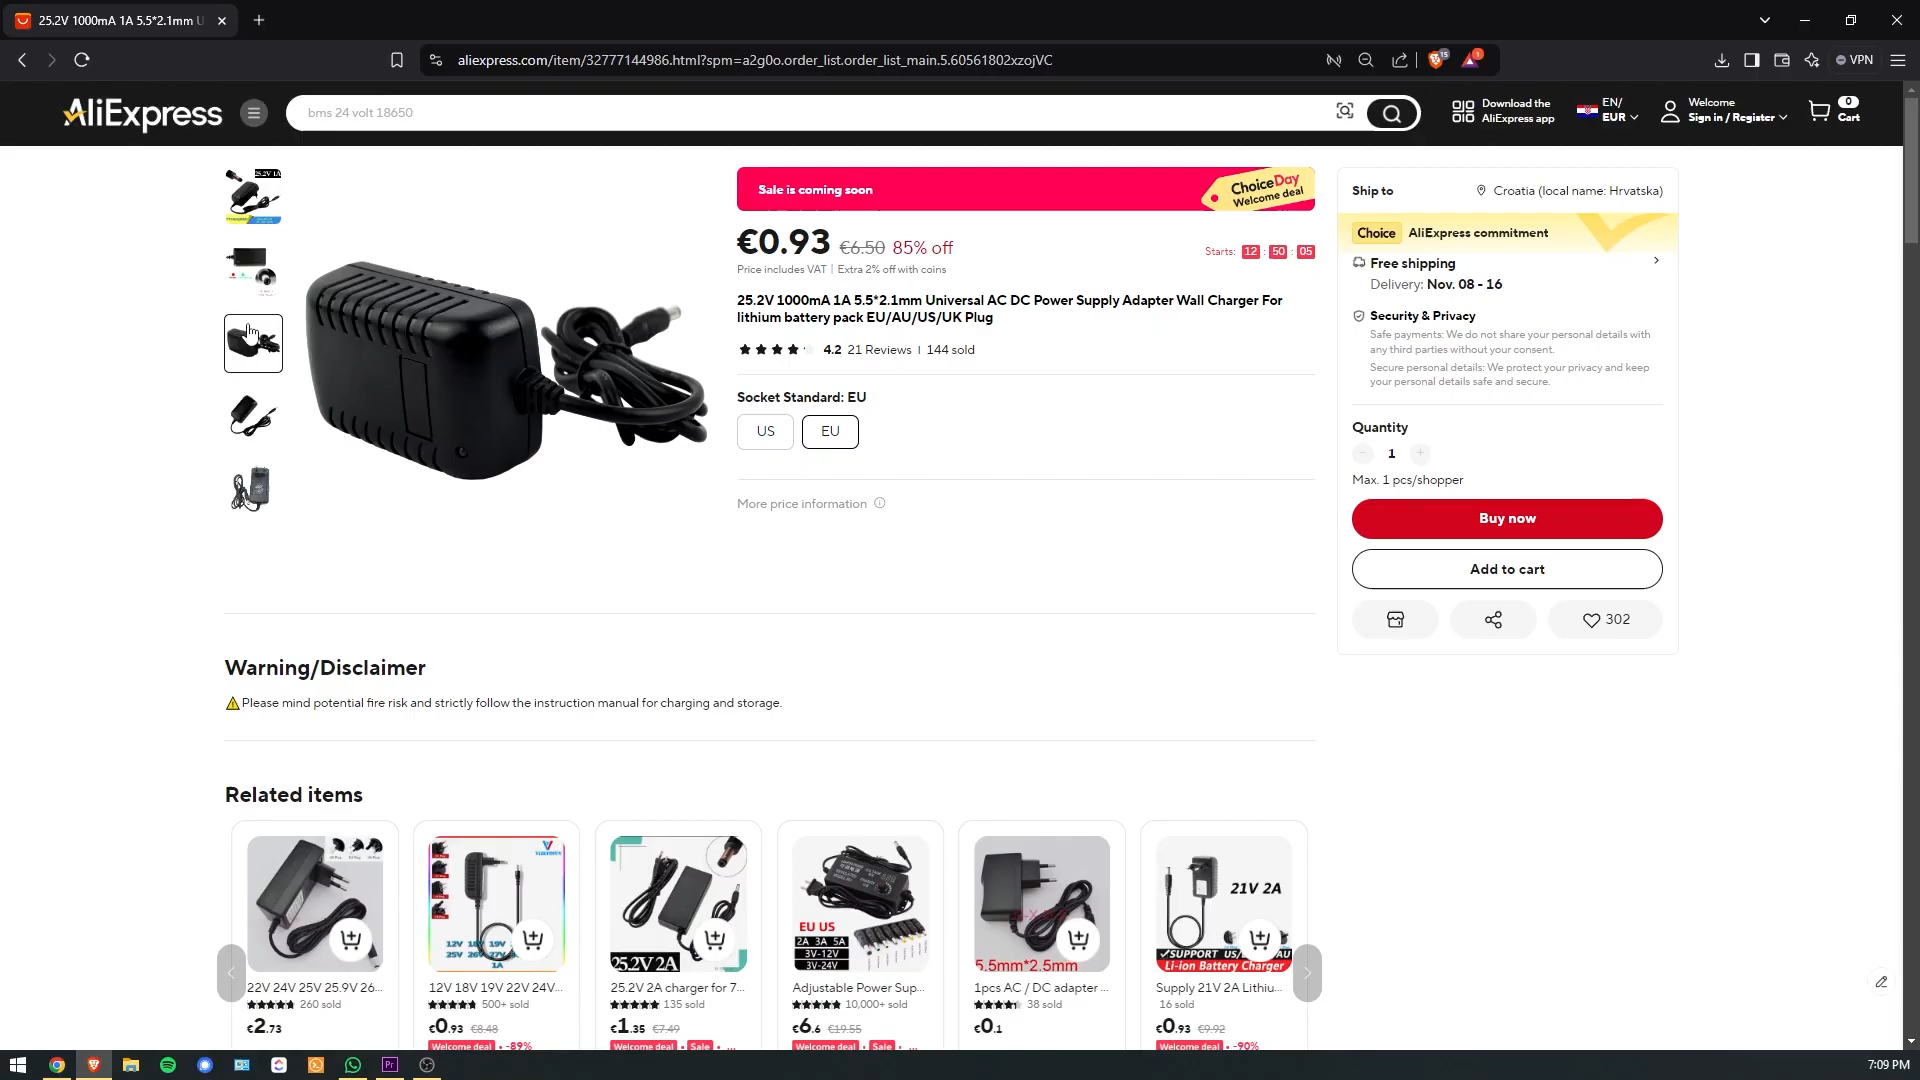 25.2V 1000mA 1A 5.5*2.1mm U
aliexpress.com/item/32777144986.html?spm=a2g0o.order_list.order_list_main.5.60561802xzojVC
15
1
VPN
AliExpress
bms 24 volt 18650
Download the
AliExpress app
EN/
EUR
Welcome
Sign in / Register
0
Cart
25.2V 1A
Sale is coming soon
ChoiceDay
Welcome deal
€0.93 €6.50 85% off
Price includes VAT | Extra 2% off with coins
Starts: 12 : 50 : 05
25.2V 1000mA 1A 5.5*2.1mm Universal AC DC Power Supply Adapter Wall Charger For
lithium battery pack EU/AU/US/UK Plug
4.2 21 Reviews | 144 sold
Socket Standard: EU
US
EU
More price information
Ship to
Croatia (local name: Hrvatska)
Choice AliExpress commitment
Free shipping
Delivery: Nov. 08 - 16
Security & Privacy
Safe payments: We do not share your personal details with
any third parties without your consent.
Secure personal details: We protect your privacy and keep
your personal details safe and secure.
Quantity
1
Max. 1 pcs/shopper
Buy now
Add to cart
302
Warning/Disclaimer
Please mind potential fire risk and strictly follow the instruction manual for charging and storage.
Related items
22V 24V 25V 25.9V 26...
260 sold
€2.73
12V 18V 19V 22V 24V...
500+ sold
€0.93 €8.48
Welcome deal · -89%
25.2V 2A
25.2V 2A charger for 7...
135 sold
€1.35 €7.49
Welcome deal · Sale · ...
EU US
2A 3A 5A
3V-12V
3V-24V
Adjustable Power Sup...
10,000+ sold
€6.6 €19.55
Welcome deal · Sale · ...
5.5mm*2.5mm
1pcs AC / DC adapter ...
38 sold
€0.1
21V 2A
Li-ion Battery Charger
Supply 21V 2A Lithiu...
16 sold
€0.93 €9.92
Welcome deal · -90%
Pr
7:09 PM